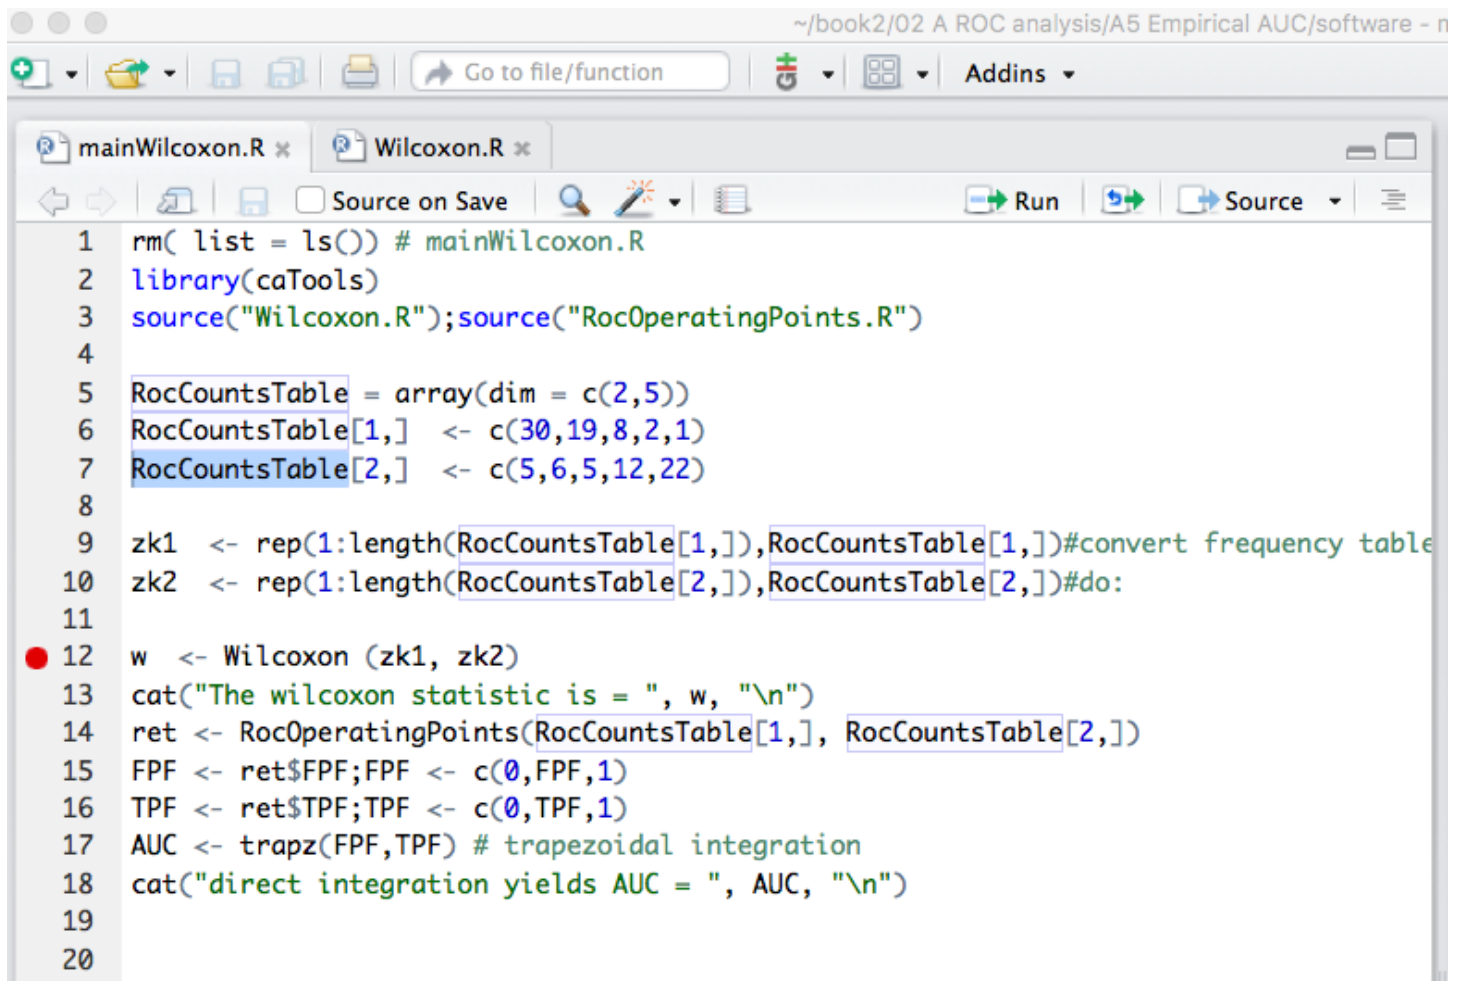 ~/book2/02 A ROC analysis/A5 Empirical AUC/software -
Go to file/function
Addins
mainWilcoxon.R
Wilcoxon.R
Source on Save
Run
Source
1 rm( list = ls()) # mainWilcoxon.R
2 library(caTools)
3 source("Wilcoxon.R");source("RocOperatingPoints.R")
4
5 RocCountsTable = array(dim = c(2,5))
6 RocCountsTable[1,]  <- c(30,19,8,2,1)
7 RocCountsTable[2,]  <- c(5,6,5,12,22)
8
9 zk1  <- rep(1:length(RocCountsTable[1,]),RocCountsTable[1,])#convert frequency table
10 zk2  <- rep(1:length(RocCountsTable[2,]),RocCountsTable[2,])#do:
11
12 w  <- Wilcoxon (zk1, zk2)
13 cat("The wilcoxon statistic is = ", w, "\n")
14 ret <- RocOperatingPoints(RocCountsTable[1,], RocCountsTable[2,])
15 FPF <- ret$FPF;FPF <- c(0,FPF,1)
16 TPF <- ret$TPF;TPF <- c(0,TPF,1)
17 AUC <- trapz(FPF,TPF) # trapezoidal integration
18 cat("direct integration yields AUC = ", AUC, "\n")
19
20